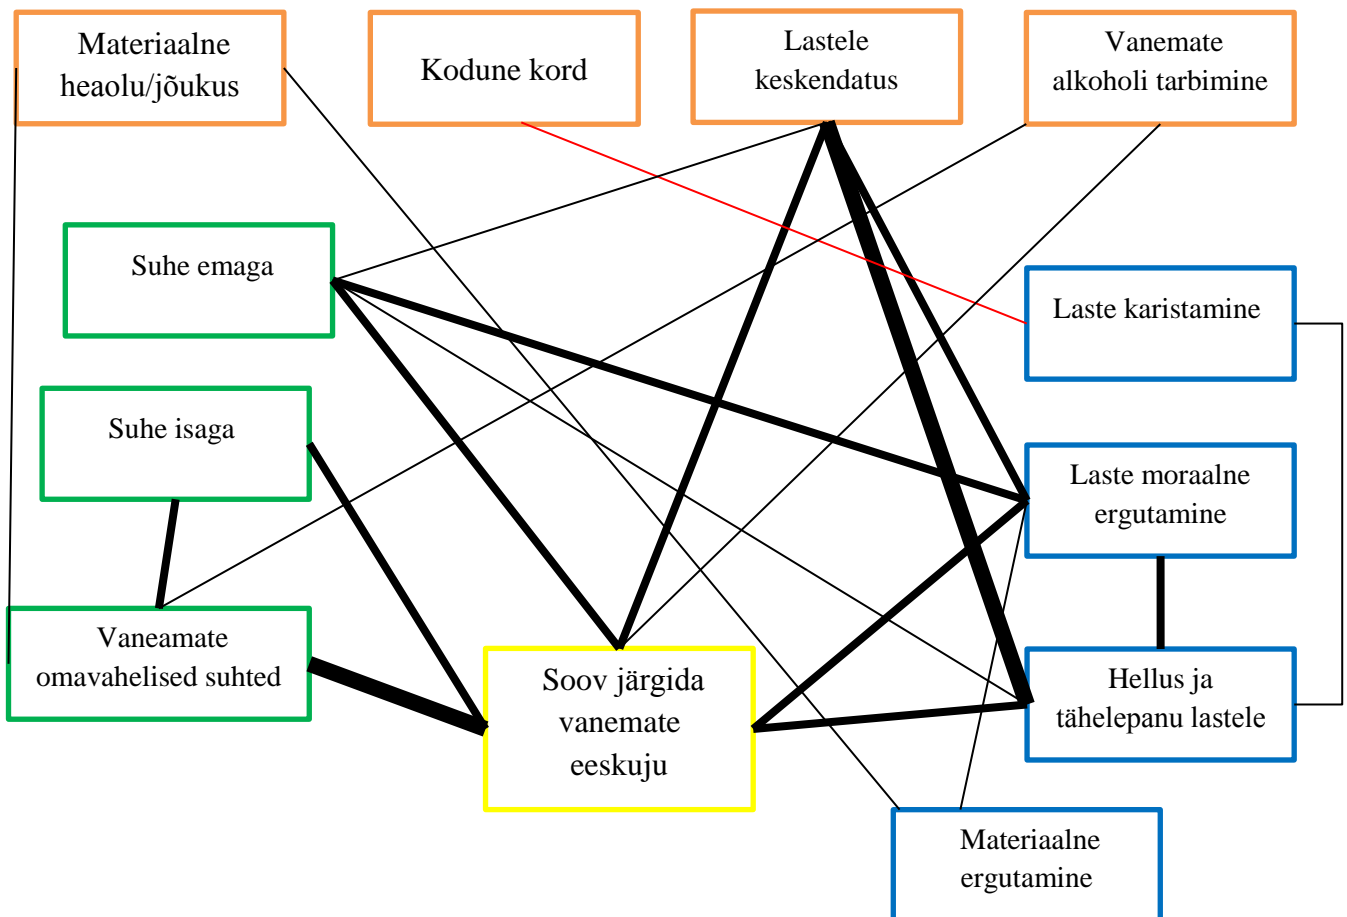 Materiaalne
heaolu/jõukus
Kodune kord
Lastele
keskendatus
Vanemate
alkoholi tarbimine
Suhe emaga
Laste karistamine
Suhe isaga
Laste moraalne
ergutamine
Vaneamate
omavahelised suhted
Soov järgida
vanemate
eeskuju
Hellus ja
tähelepanu lastele
Materiaalne
ergutamine